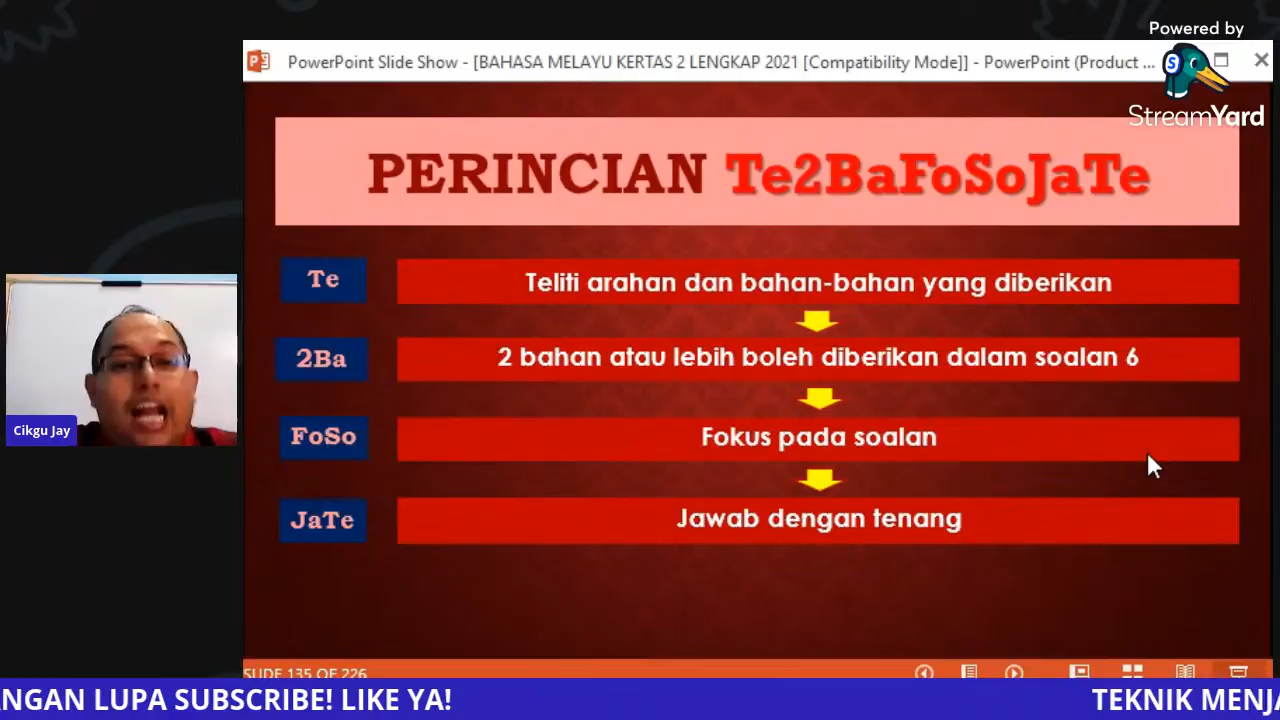 Powered by
StreamYard
PowerPoint Slide Show - [BAHASA MELAYU KERTAS 2 LENGKAP 2021 [Compatibility Mode]] - PowerPoint (Product ...
PERINCIAN Te2BaFoSoJaTe
Te
Teliti arahan dan bahan-bahan yang diberikan
2Ba
2 bahan atau lebih boleh diberikan dalam soalan 6
FoSo
Fokus pada soalan
JaTe
Jawab dengan tenang
Cikgu Jay
SLIDE 135 OF 226
ANGAN LUPA SUBSCRIBE! LIKE YA!
TEKNIK MENJA